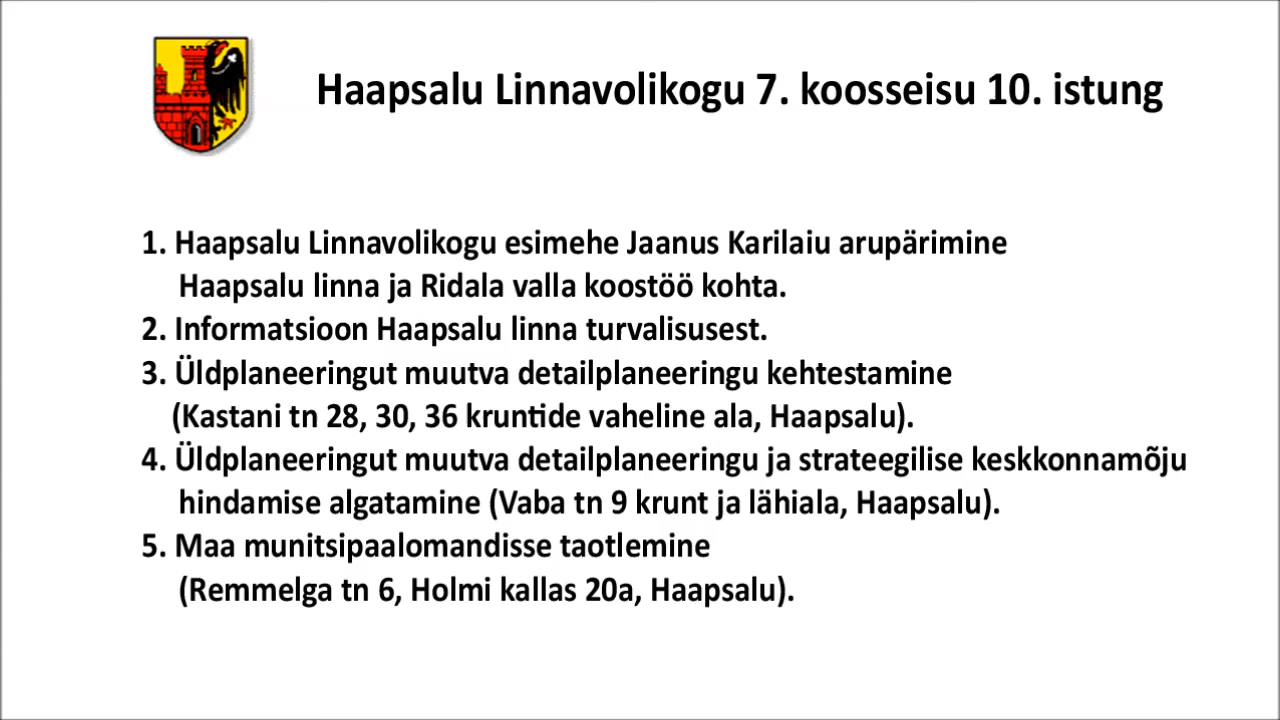 Haapsalu Linnavolikogu 7. koosseisu 10. istung
1. Haapsalu Linnavolikogu esimehe Jaanus Karilaiu arupärimine
Haapsalu linna ja Ridala valla koostöö kohta.
2. Informatsioon Haapsalu linna turvalisusest.
3. Üldplaneeringut muutva detailplaneeringu kehtestamine
(Kastani tn 28, 30, 36 kruntide vaheline ala, Haapsalu).
4. Üldplaneeringut muutva detailplaneeringu ja strateegilise keskkonnamõju
hindamise algatamine (Vaba tn 9 krunt ja lähiala, Haapsalu).
5. Maa munitsipaalomandisse taotlemine
(Remmelga tn 6, Holmi kallas 20a, Haapsalu).